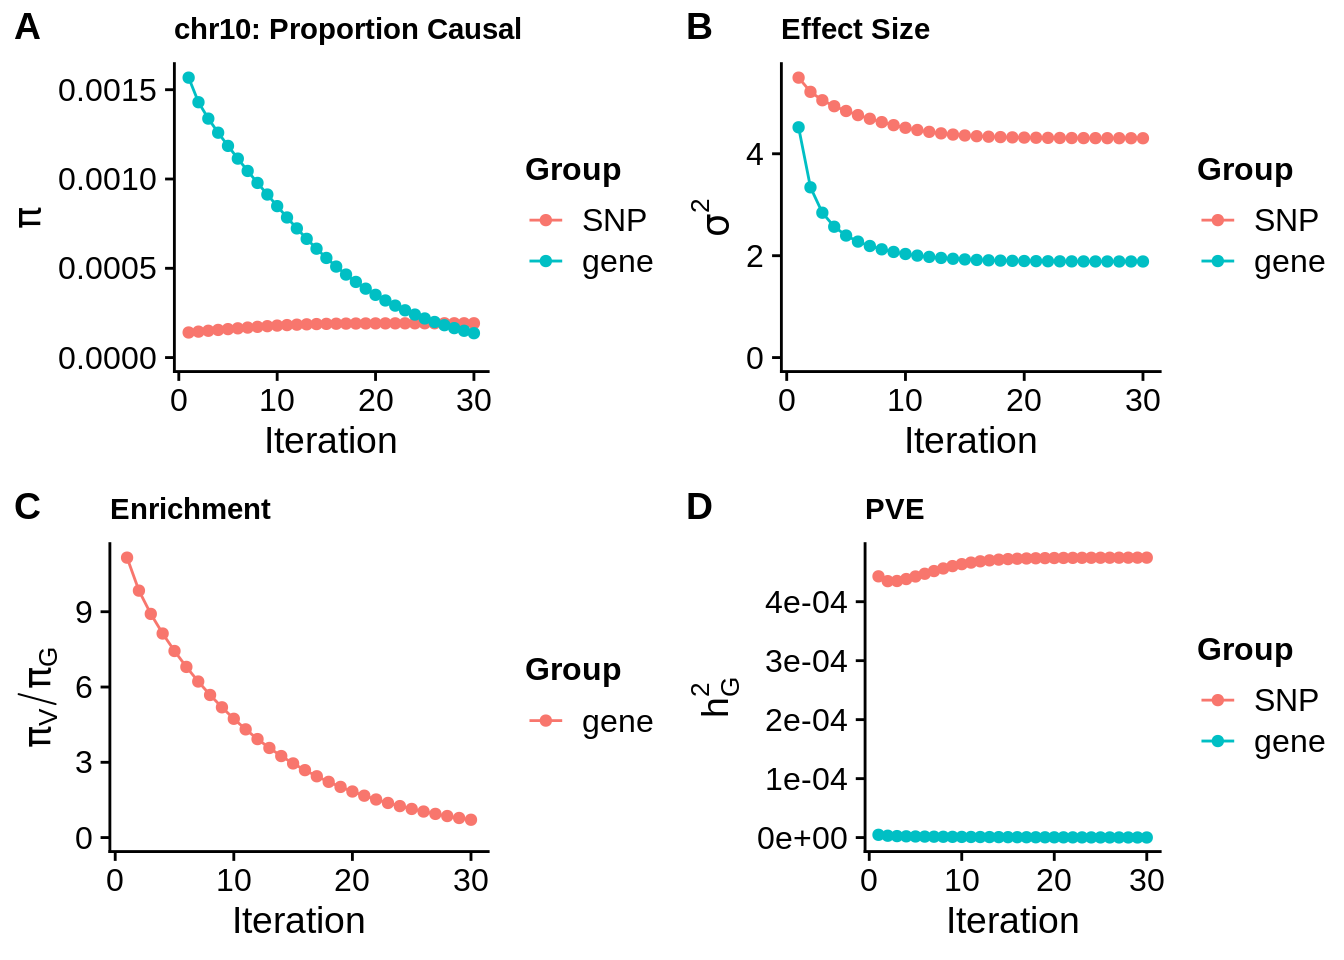 A
chr10: Proportion Causal
0.0015
0.0010
0.0005
0.0000
π
0 10 20 30
Iteration
Group
SNP
gene
B
Effect Size
4
2
0
σ²
0 10 20 30
Iteration
Group
SNP
gene
C
Enrichment
9
6
3
0
πV/πG
0 10 20 30
Iteration
Group
gene
D
PVE
4e-04
3e-04
2e-04
1e-04
0e+00
h²G
0 10 20 30
Iteration
Group
SNP
gene